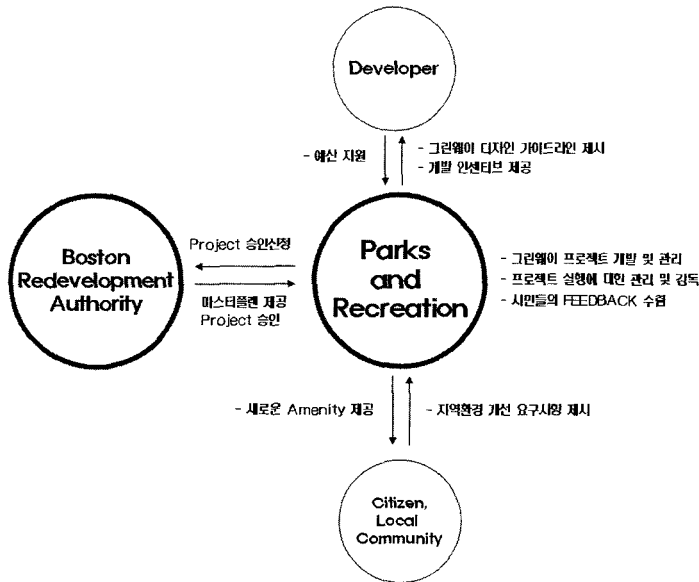 Developer
- 예산 지원
- 그린웨이 디자인 가이드라인 제시
- 개발 인센티브 제공
Boston
Redevelopment
Authority
Project 승인신청
마스터플랜 제공
Project 승인
Parks
and
Recreation
- 그린웨이 프로젝트 개발 및 관리
- 프로젝트 실행에 대한 관리 및 감독
- 시민들의 FEEDBACK 수렴
- 새로운 Amenity 제공
- 지역환경 개선 요구사항 제시
Citizen,
Local
Community